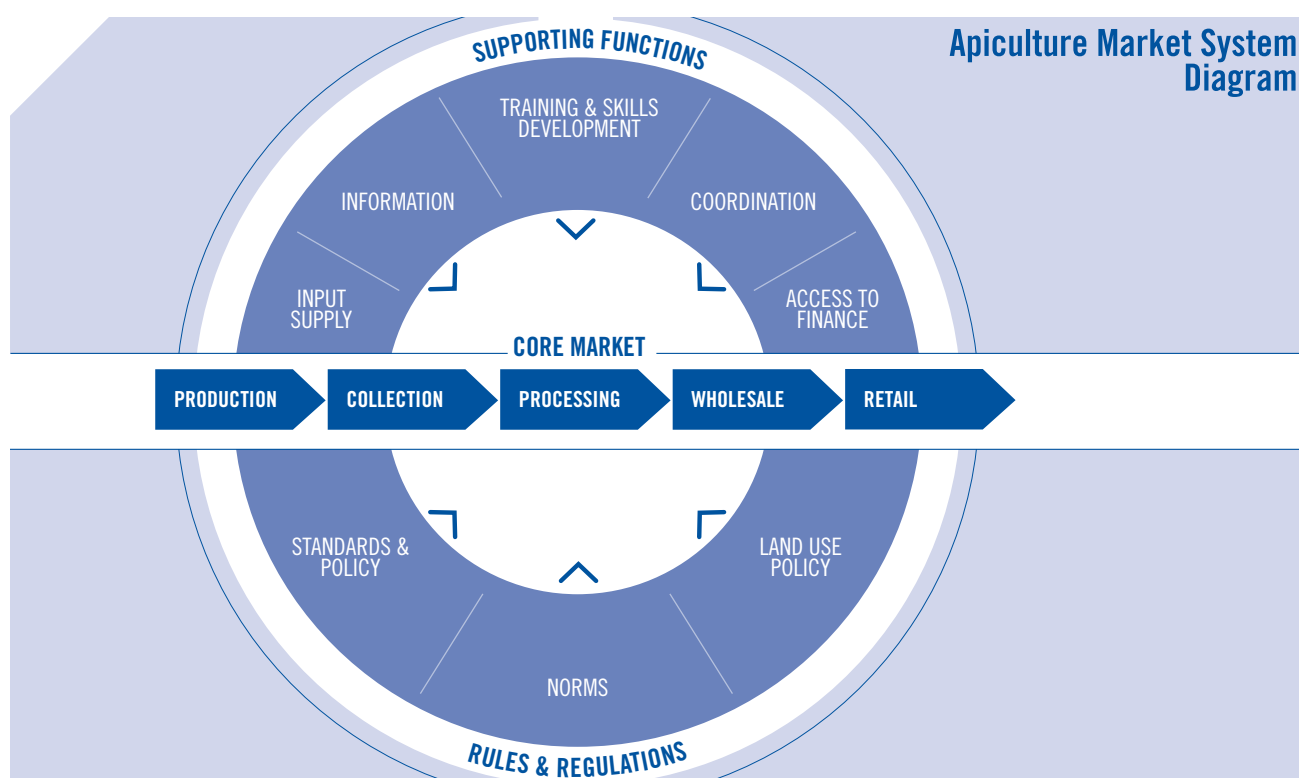 Apiculture Market System
Diagram
SUPPORTING FUNCTIONS
TRAINING & SKILLS
DEVELOPMENT
INFORMATION
COORDINATION
INPUT
SUPPLY
ACCESS TO
FINANCE
CORE MARKET
PRODUCTION
COLLECTION
PROCESSING
WHOLESALE
RETAIL
STANDARDS &
POLICY
LAND USE
POLICY
NORMS
RULES & REGULATIONS